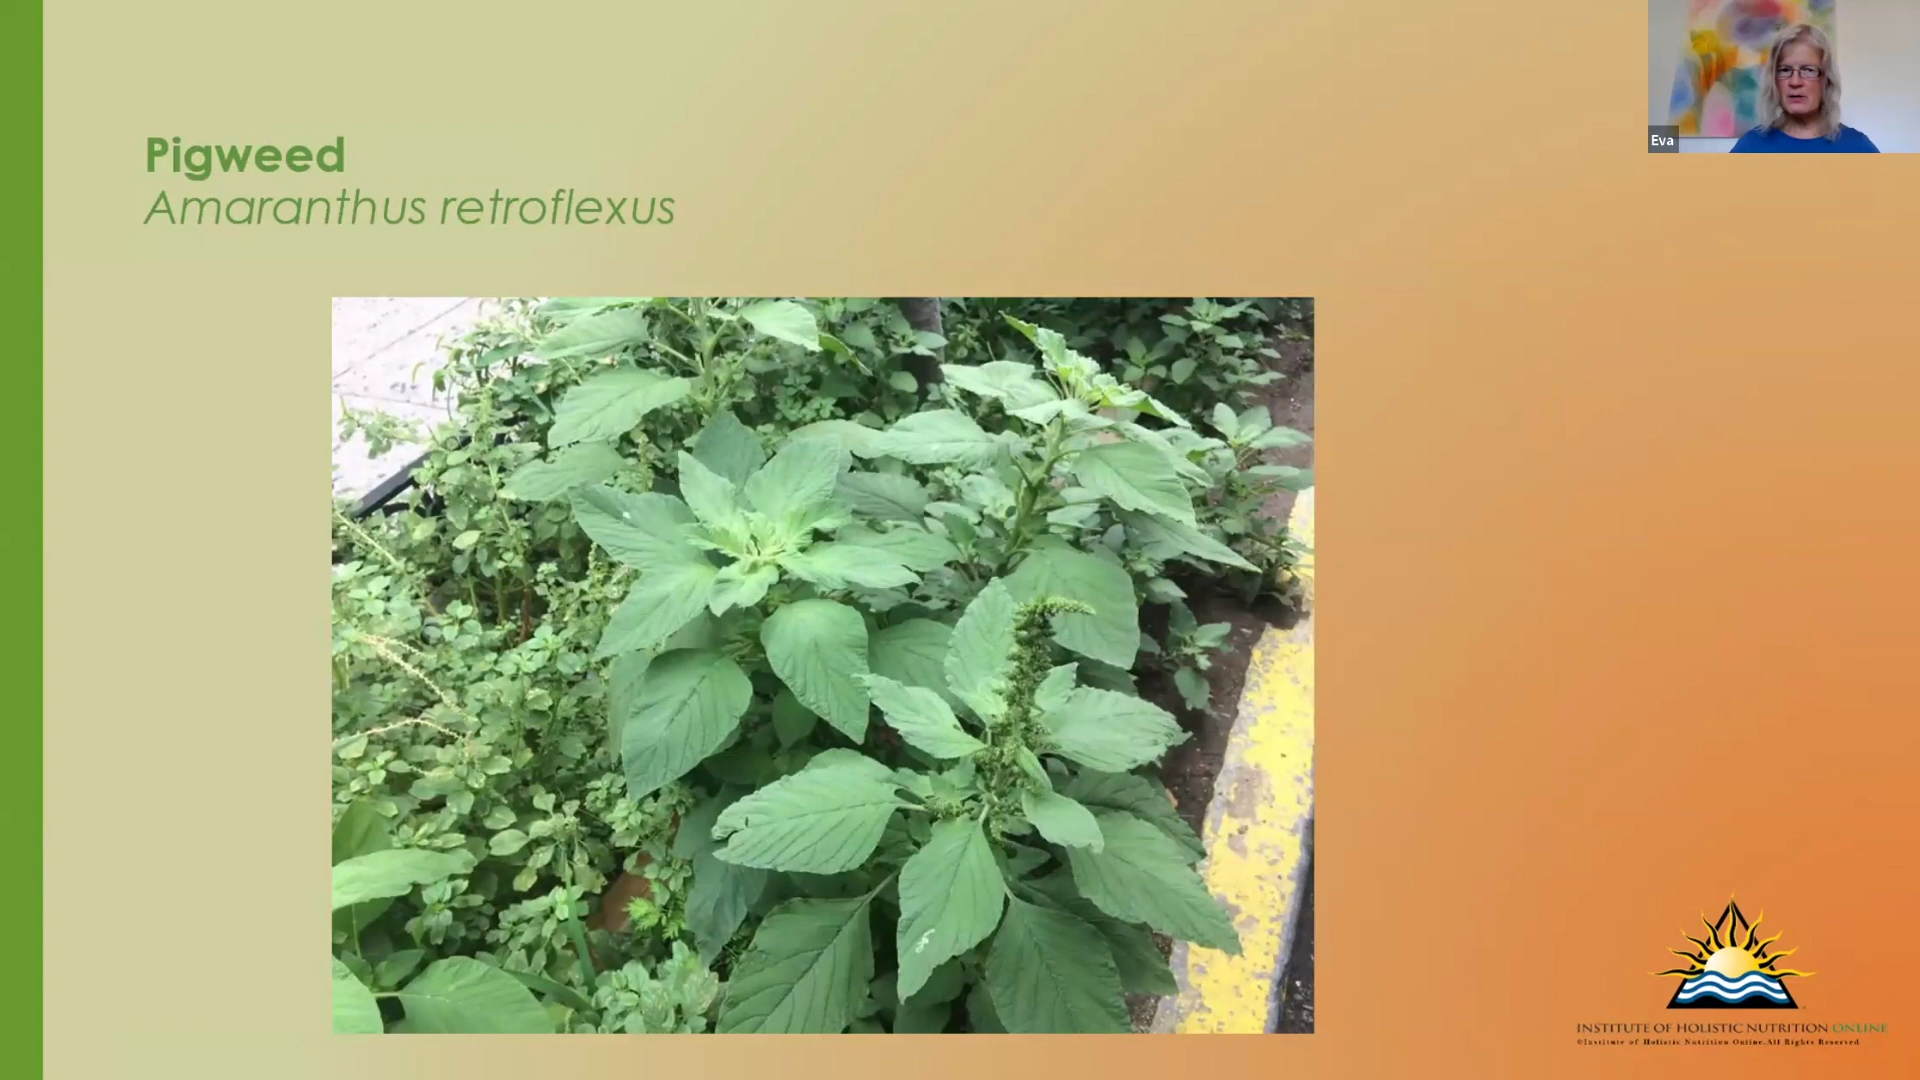 Pigweed
Amaranthus retroflexus
Eva
INSTITUTE OF HOLISTIC NUTRITION ONLINE
©Institute of Holistic Nutrition Online.All Rights Reserved